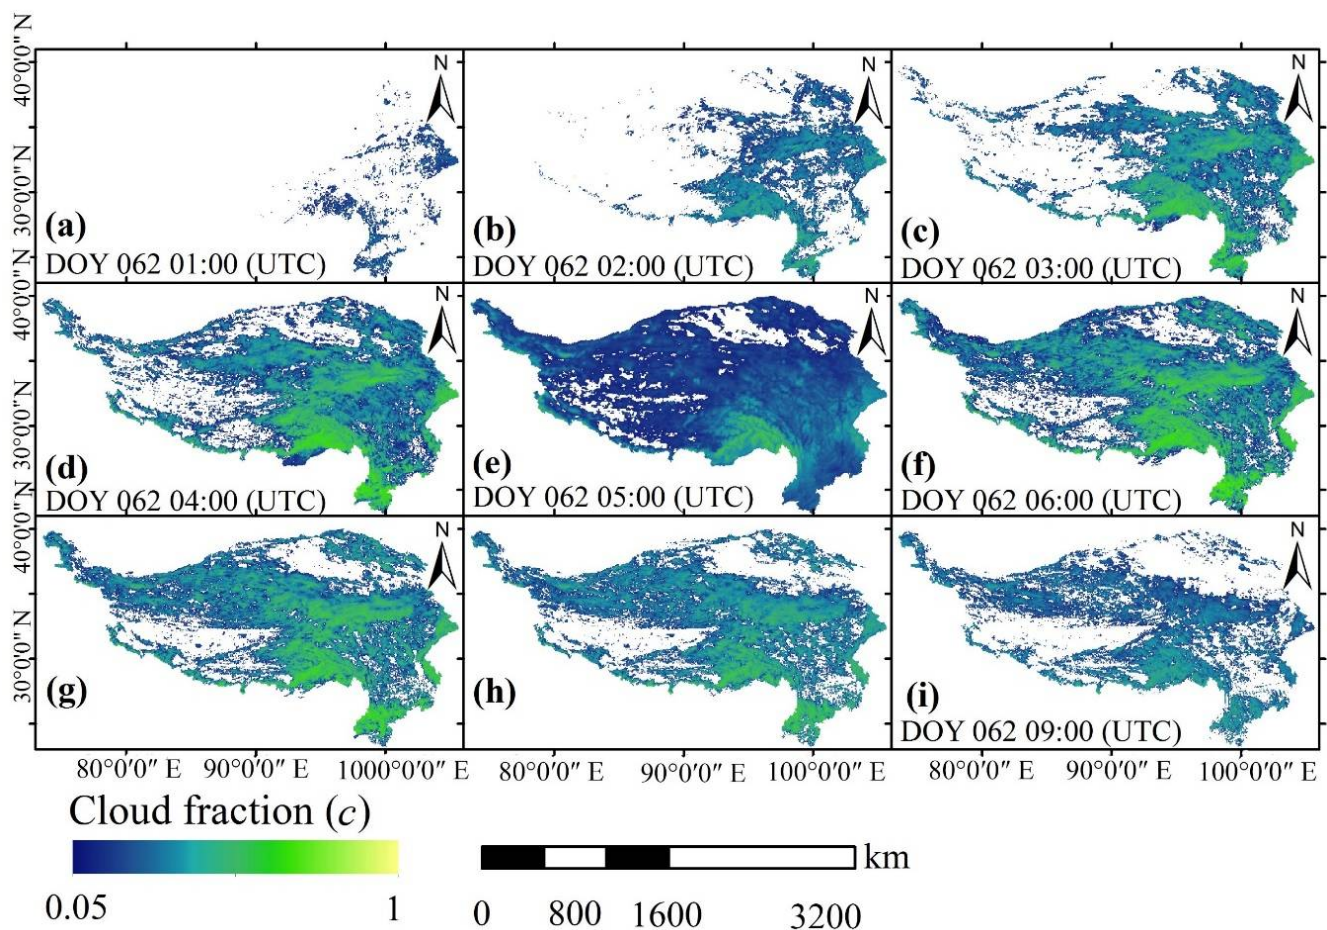 40°0'0" N
30°0'0" N
N
(a)
DOY 062 01:00 (UTC)
N
(b)
DOY 062 02:00 (UTC)
N
(c)
DOY 062 03:00 (UTC)
40°0'0" N
30°0'0" N
N
(d)
DOY 062 04:00 (UTC)
N
(e)
DOY 062 05:00 (UTC)
N
(f)
DOY 062 06:00 (UTC)
40°0'0" N
30°0'0" N
N
(g)
N
(h)
N
(i)
DOY 062 09:00 (UTC)
80°0'0" E 90°0'0" E 1000°0'0" E 80°0'0" E 90°0'0" E 100°0'0" E 80°0'0" E 90°0'0" E 100°0'0" E
Cloud fraction (c)
0.05 1
km
0 800 1600 3200